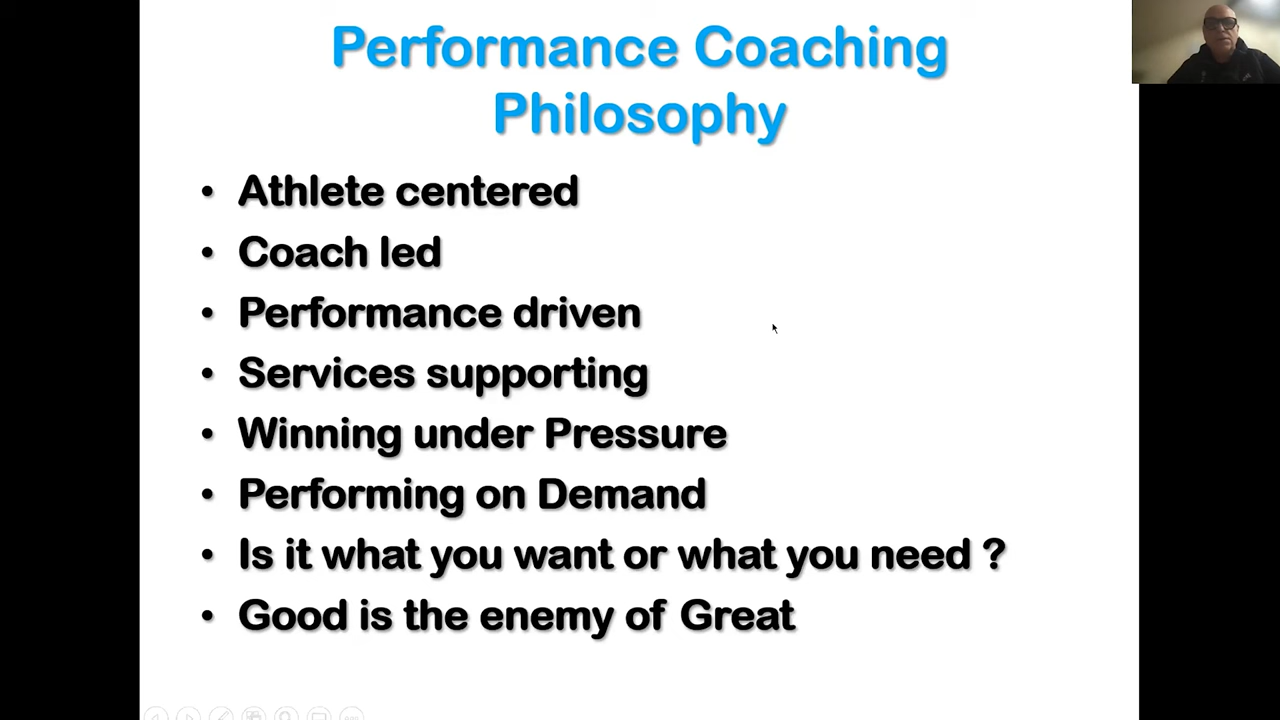 Performance Coaching
Philosophy
• Athlete centered
• Coach led
• Performance driven
• Services supporting
• Winning under Pressure
• Performing on Demand
• Is it what you want or what you need ?
• Good is the enemy of Great